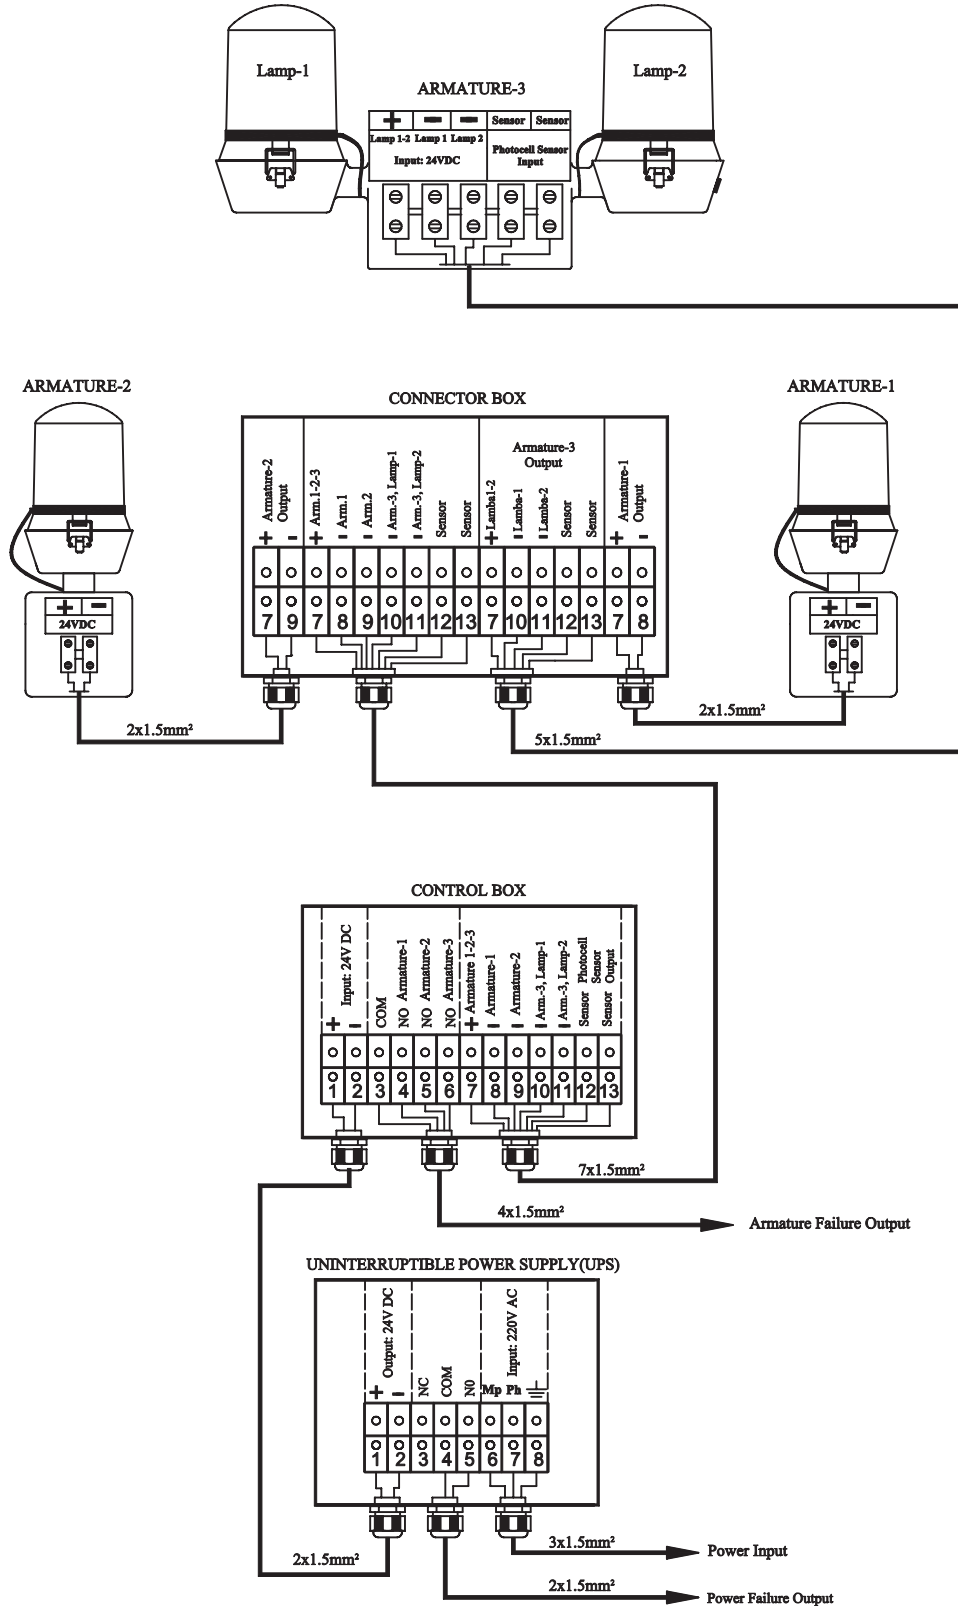 Lamp-1
Lamp-2
ARMATURE-3
+ - - Sensor Sensor
Lamp 1-2 Lamp 1 Lamp 2
Input: 24VDC
Photocell Sensor
Input
ARMATURE-2
+ -
24VDC
2x1.5mm²
CONNECTOR BOX
Armature-2
Output
+ -
+ Arm.1-2-3
- Arm.1
- Arm.2
- Arm.-3, Lamp-1
- Arm.-3, Lamp-2
Sensor
Sensor
Armature-3
Output
+ Lamba1-2
- Lamba-1
- Lamba-2
Sensor
Sensor
Armature-1
Output
+ -
7 9 7 8 9 10 11 12 13 7 10 11 12 13 7 8
ARMATURE-1
+ -
24VDC
2x1.5mm²
5x1.5mm²
CONTROL BOX
Input: 24V DC
+ -
COM
NO Armature-1
NO Armature-2
NO Armature-3
+ Armature 1-2-3
- Armature-1
- Armature-2
- Arm.-3, Lamp-1
- Arm.-3, Lamp-2
Sensor Photocell
Sensor
Sensor Output
1 2 3 4 5 6 7 8 9 10 11 12 13
7x1.5mm²
4x1.5mm²
Armature Failure Output
UNINTERRUPTIBLE POWER SUPPLY(UPS)
Output: 24V DC
+ -
NC
COM
N0
Input: 220V AC
Mp Ph
1 2 3 4 5 6 7 8
2x1.5mm²
3x1.5mm²
Power Input
2x1.5mm²
Power Failure Output